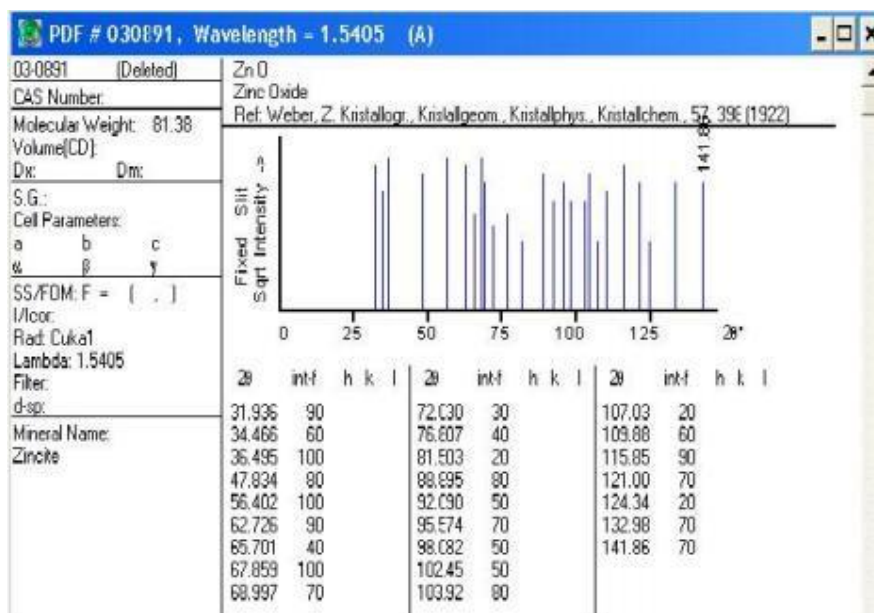 PDF # 030891, Wavelength = 1.5405 (A)
03-0891 (Deleted)
CAS Number:
Molecular Weight: 81.38
Volume[CD]:
Dx: Dm:
S.G.:
Cell Parameters:
a b c
α β γ
SS/FOM: F = ( , )
I/Icor:
Rad: Cuka1
Lambda: 1.5405
Filter:
d-sp:
Mineral Name:
Zincite
Zn O
Zinc Oxide
Ref: Weber, Z. Kristallogr., Kristallgeom., Kristallphys., Kristallchem., 57, 398 (1922)
Fixed Slit
Sqrt Intensity ->
141.86
0 25 50 75 100 125 2θ°
2θ int-f h k l 2θ int-f h k l 2θ int-f h k l
31.936 90 72.030 30 107.03 20
34.466 60 76.807 40 109.88 60
36.495 100 81.503 20 115.85 90
47.834 80 88.895 80 121.00 70
56.402 100 92.090 50 124.34 20
62.726 90 95.574 70 132.98 70
65.701 40 98.082 50 141.86 70
67.859 100 102.45 50
68.997 70 103.92 80